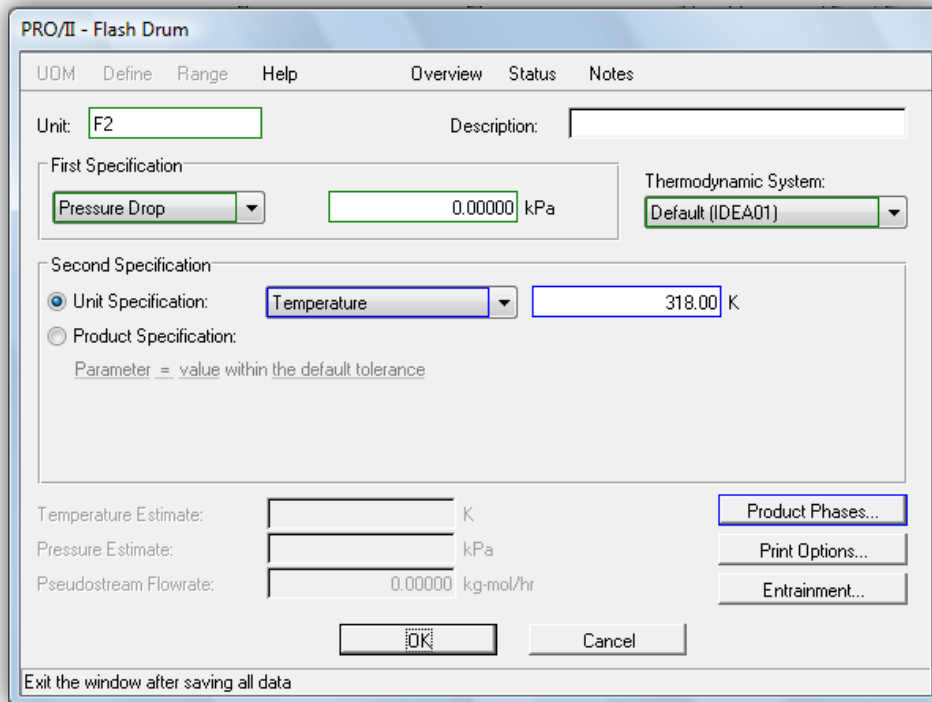 PRO/II - Flash Drum
UOM Define Range Help Overview Status Notes
Unit: F2 Description:
First Specification
Pressure Drop 0.00000 kPa
Thermodynamic System:
Default (IDEA01)
Second Specification
Unit Specification: Temperature 318.00 K
Product Specification:
Parameter = value within the default tolerance
Temperature Estimate: K
Pressure Estimate: kPa
Pseudostream Flowrate: 0.00000 kg-mol/hr
Product Phases...
Print Options...
Entrainment...
OK Cancel
Exit the window after saving all data